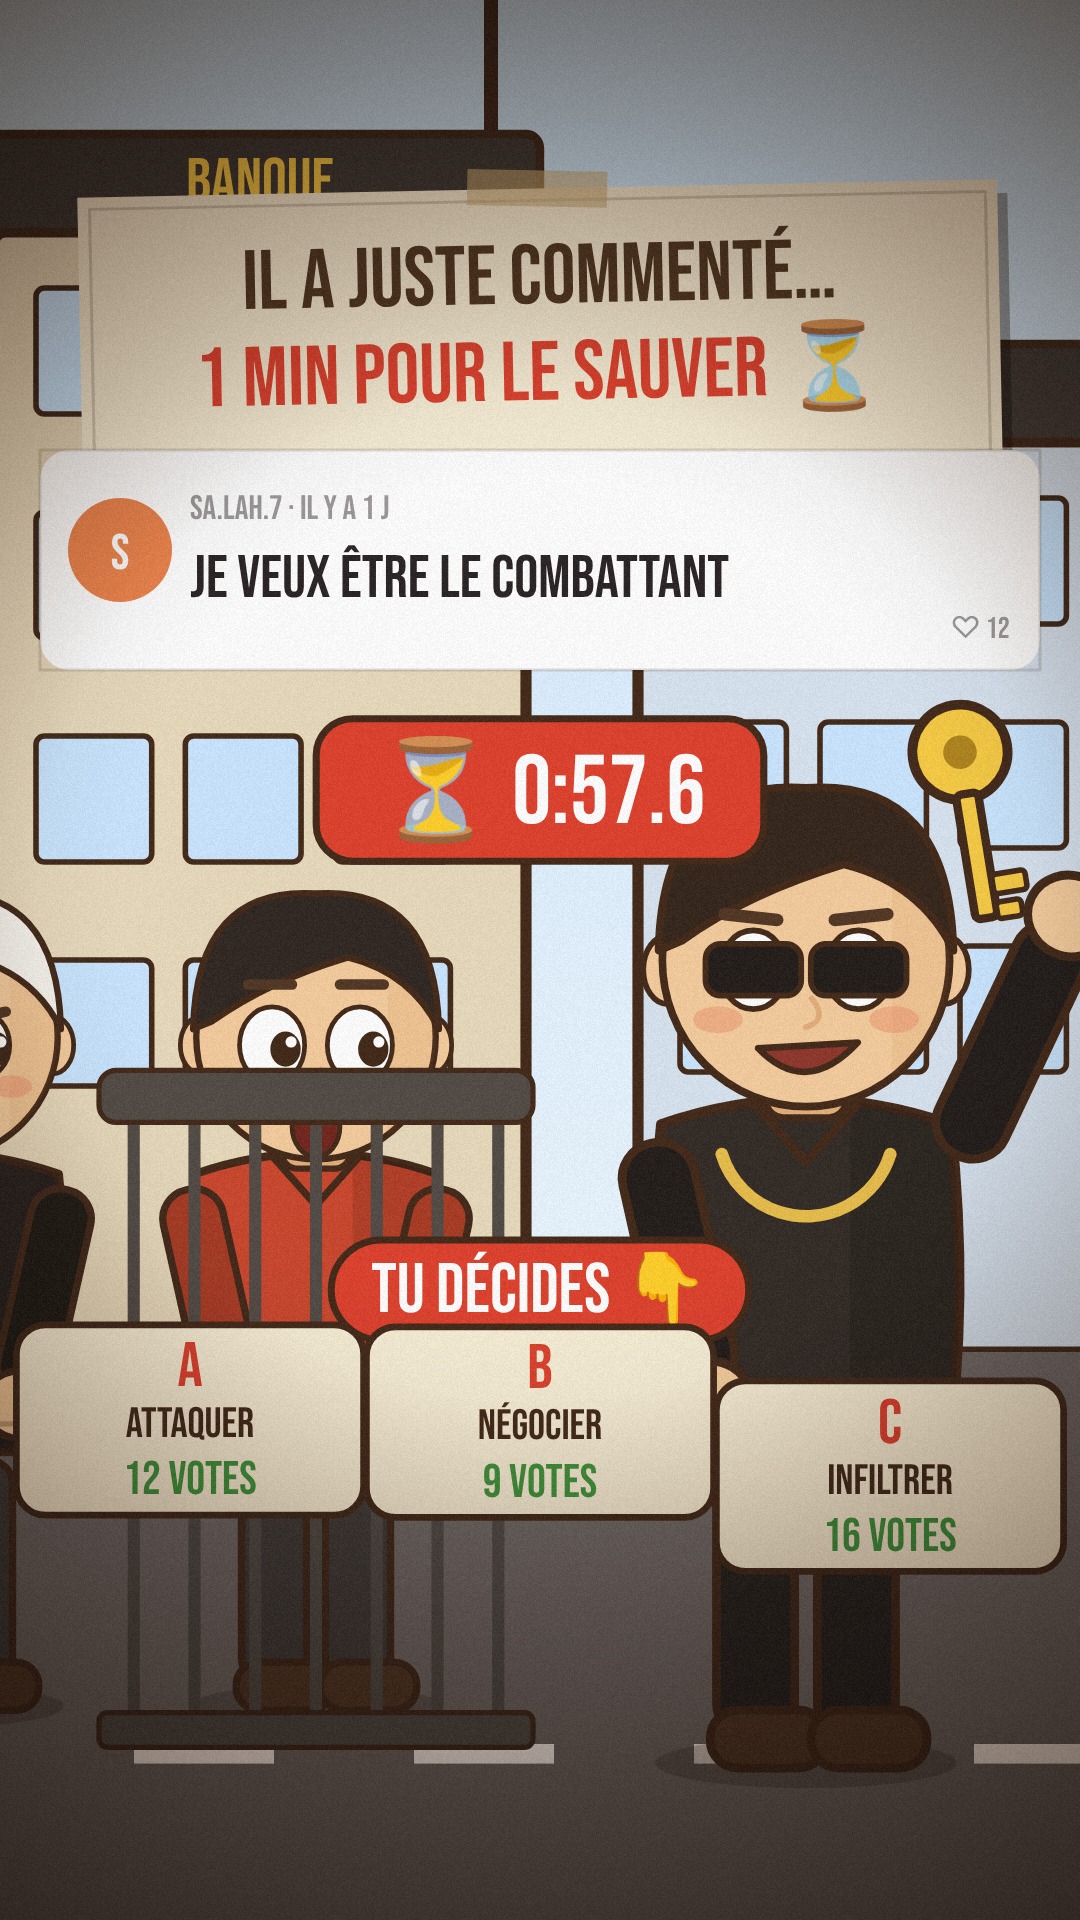 BANQUE
IL A JUSTE COMMENTÉ...
1 MIN POUR LE SAUVER ⏳
S
SA.LAH.7 · IL Y A 1 J
JE VEUX ÊTRE LE COMBATTANT
♡ 12
⏳ 0:57.6
TU DÉCIDES 👇
A
ATTAQUER
12 VOTES
B
NÉGOCIER
9 VOTES
C
INFILTRER
16 VOTES